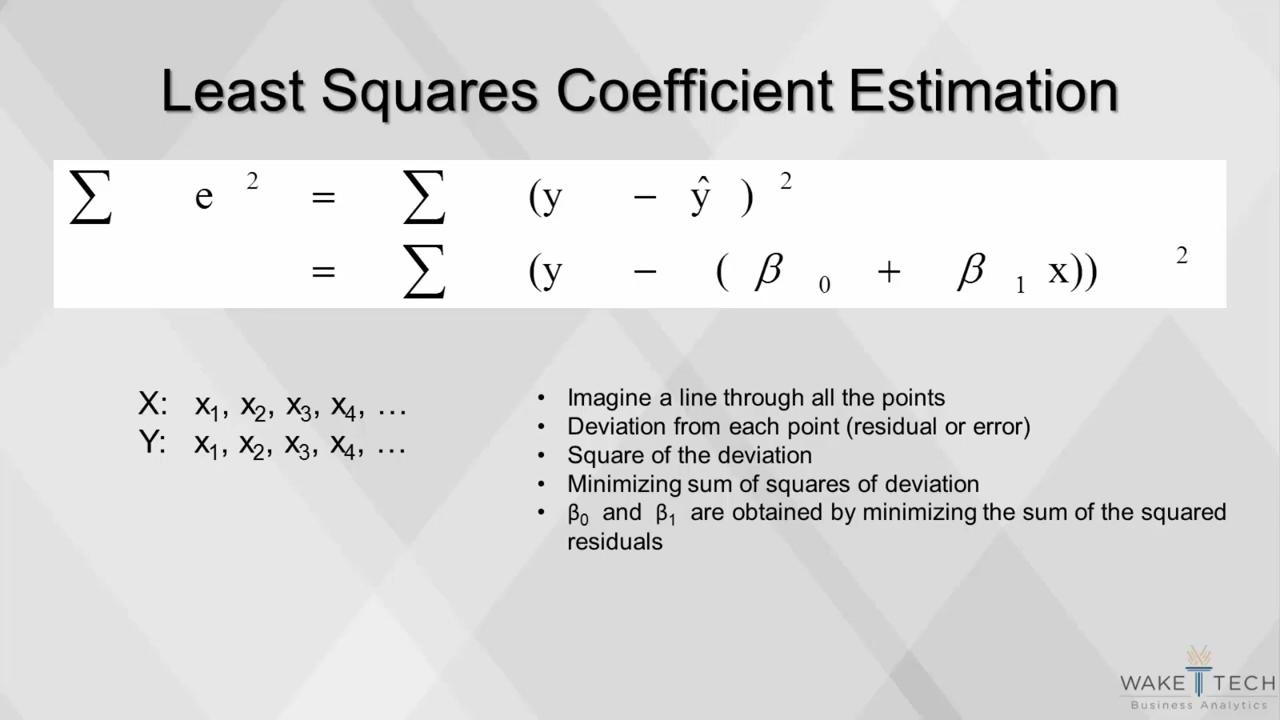 Least Squares Coefficient Estimation
∑ e ² = ∑ (y − ŷ )²
= ∑ (y − ( β ₀ + β ₁ x)) ²
X: x₁, x₂, x₃, x₄, …
Y: x₁, x₂, x₃, x₄, …
• Imagine a line through all the points
• Deviation from each point (residual or error)
• Square of the deviation
• Minimizing sum of squares of deviation
• β₀ and β₁ are obtained by minimizing the sum of the squared
residuals
WAKE TECH
Business Analytics